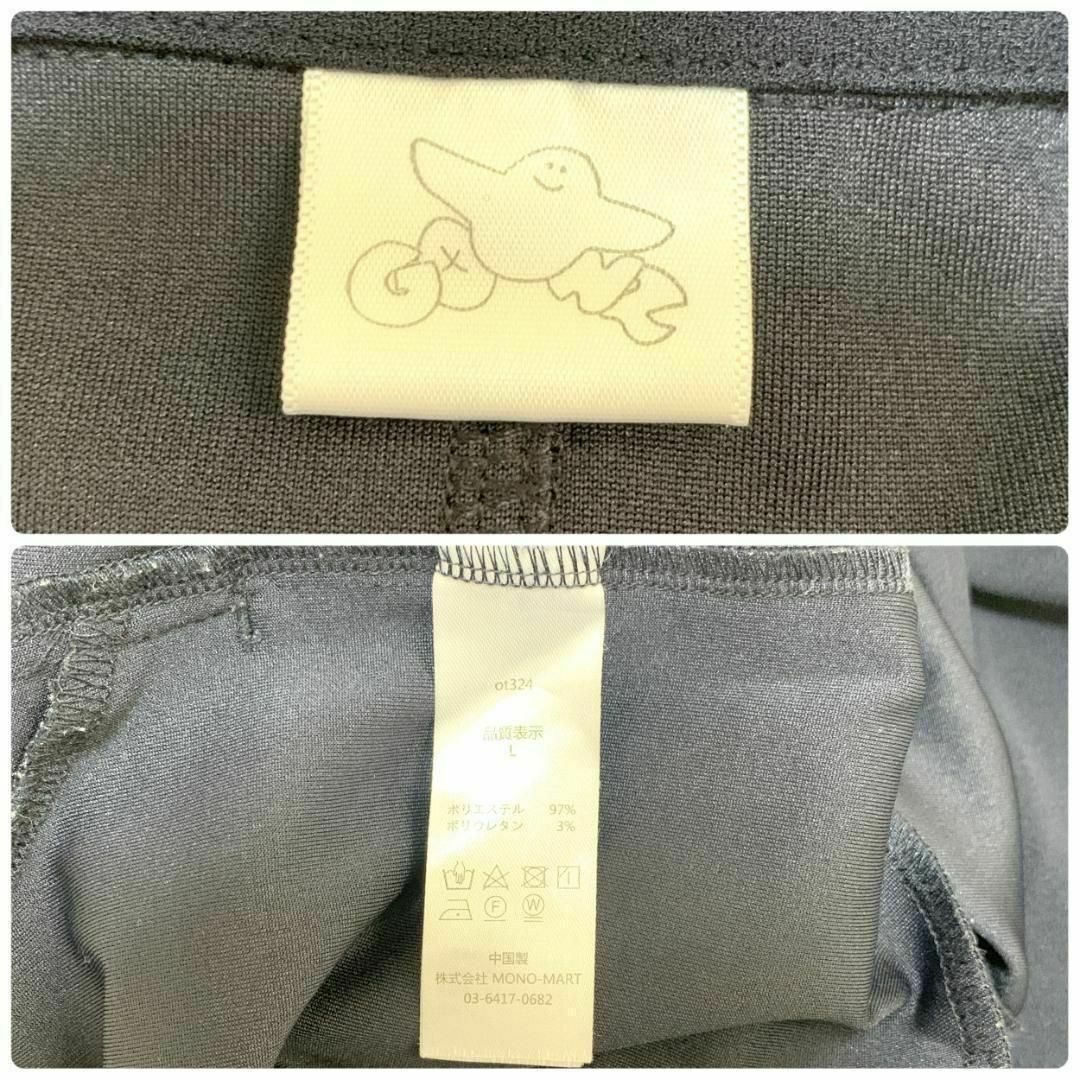 G×WZ
ot324
品質表示
L
ポリエステル 97%
ポリウレタン 3%
F W
中国製
株式会社 MONO-MART
03-6417-0682